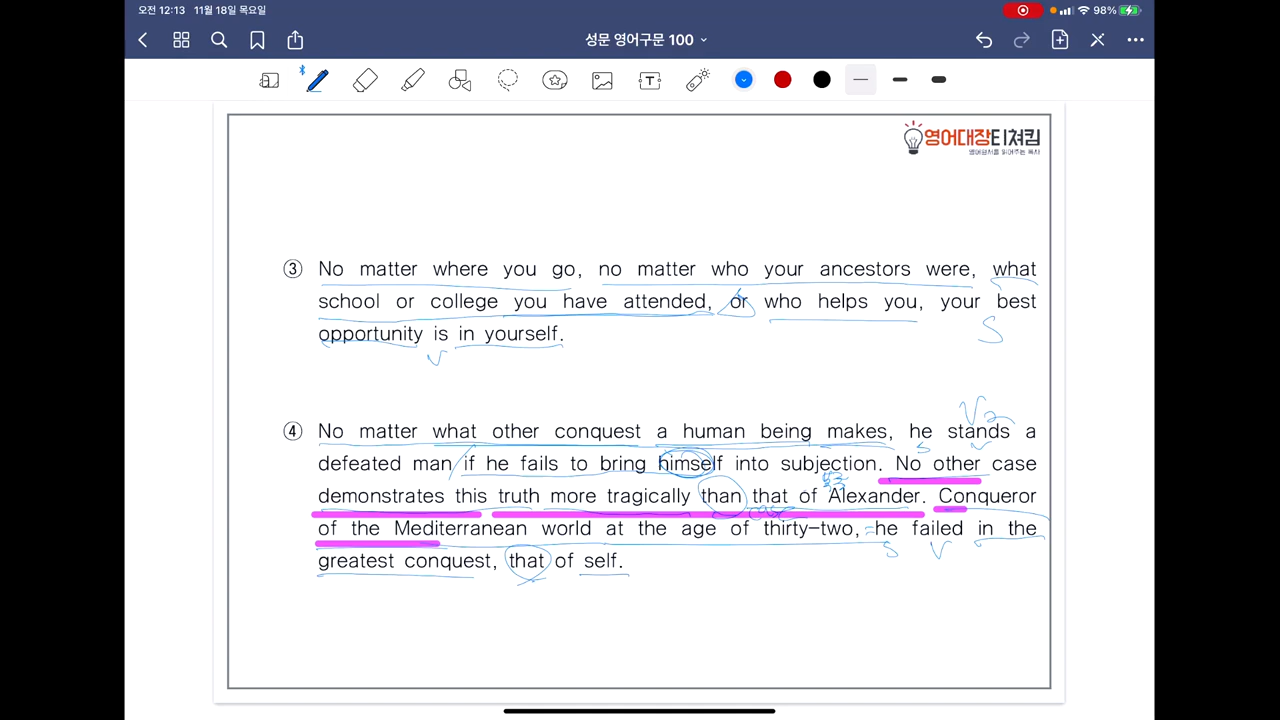 오전 12:13 11월 18일 목요일
98%
성문 영어구문 100
영어대장티쳐킴
③ No matter where you go, no matter who your ancestors were, what
school or college you have attended, or who helps you, your best
S
opportunity is in yourself.
V
V2
④ No matter what other conquest a human being makes, he stands a
S V
defeated man if he fails to bring himself into subjection. No other case
demonstrates this truth more tragically than that of Alexander. Conqueror
case
of the Mediterranean world at the age of thirty-two, he failed in the
S V
greatest conquest, that of self.